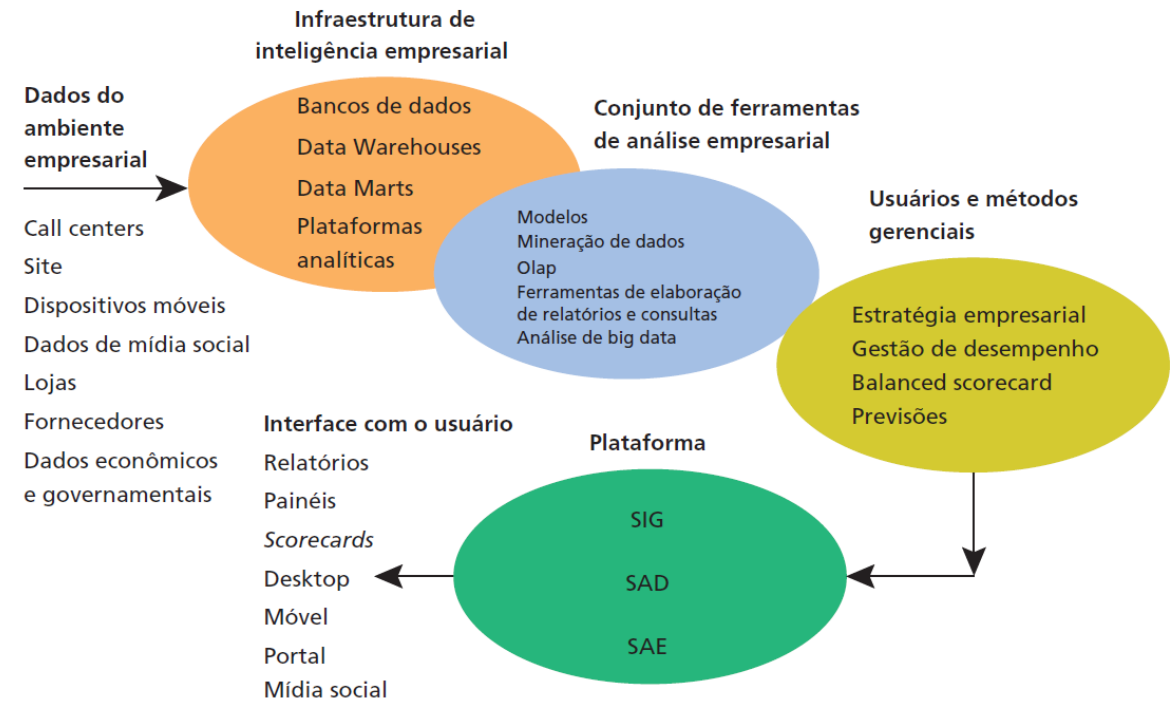 Infraestrutura de
inteligência empresarial
Dados do
ambiente
empresarial
Call centers
Site
Dispositivos móveis
Dados de mídia social
Lojas
Fornecedores
Dados econômicos
e governamentais
Bancos de dados
Data Warehouses
Data Marts
Plataformas
analíticas
Conjunto de ferramentas
de análise empresarial
Modelos
Mineração de dados
Olap
Ferramentas de elaboração
de relatórios e consultas
Análise de big data
Usuários e métodos
gerenciais
Estratégia empresarial
Gestão de desempenho
Balanced scorecard
Previsões
Plataforma
SIG
SAD
SAE
Interface com o usuário
Relatórios
Painéis
Scorecards
Desktop
Móvel
Portal
Mídia social